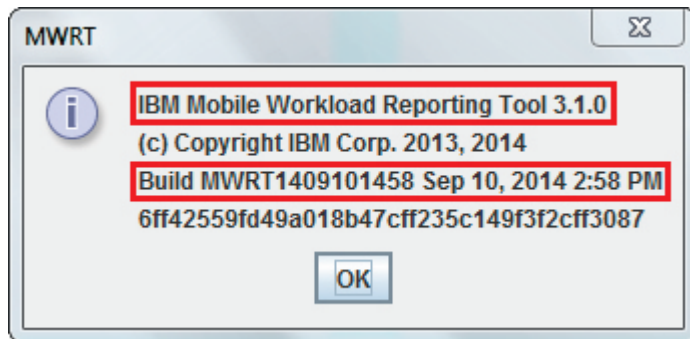 MWRT
IBM Mobile Workload Reporting Tool 3.1.0
(c) Copyright IBM Corp. 2013, 2014
Build MWRT1409101458 Sep 10, 2014 2:58 PM
6ff42559fd49a018b47cff235c149f3f2cff3087
OK